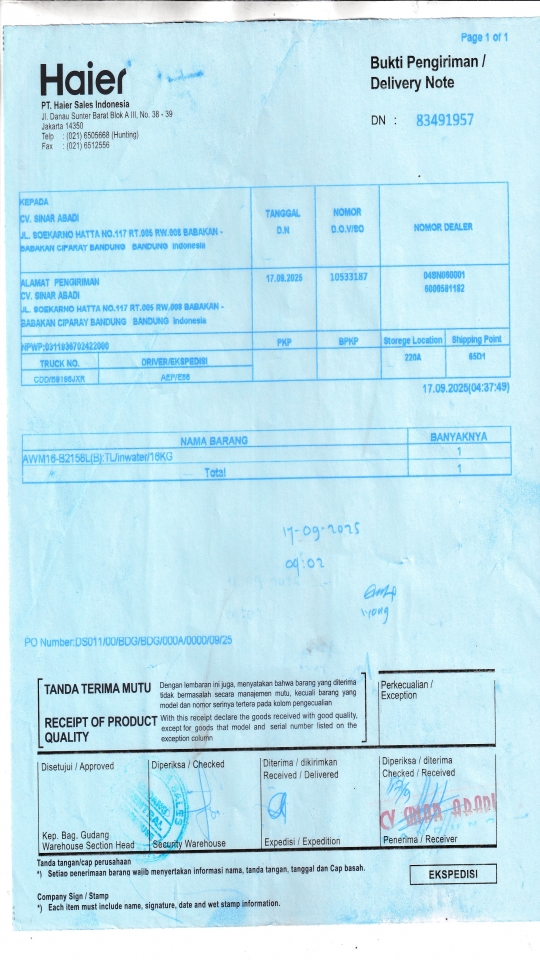 Page 1 of 1
Haier
Bukti Pengiriman /
Delivery Note
PT. Haier Sales Indonesia
Jl. Danau Sunter Barat Blok A III, No. 38 - 39
Jakarta 14350
Telp : (021) 6505668 (Hunting)
Fax : (021) 6512556
DN : 83491957
KEPADA
CV. SINAR ABADI
JL. SOEKARNO HATTA NO.117 RT.005 RW.008 BABAKAN -
BABAKAN CIPARAY BANDUNG BANDUNG Indonesia
TANGGAL
D.N
NOMOR
D.O.V/SO
NOMOR DEALER
ALAMAT PENGIRIMAN
CV. SINAR ABADI
JL. SOEKARNO HATTA NO.117 RT.005 RW.008 BABAKAN -
BABAKAN CIPARAY BANDUNG BANDUNG Indonesia
17.09.2025
10533187
NPWP:0311936702422000
PKP
BPKP
Storege Location
Shipping Point
TRUCK NO.
DRIVER/EKSPEDISI
220A
65D1
17.09.2025(04:37:49)
NAMA BARANG
BANYAKNYA
AWM16-B2158L(B):TL/inwater/16KG
1
Total
1
17-09-2025
09:02
PO Number:DS011/00/BDG/BDG/000A/0000/09/25
TANDA TERIMA MUTU
Dengan lembaran ini juga, menyatakan bahwa barang yang diterima
tidak bermasalah secara manajemen mutu, kecuali barang yang
model dan nomor serinya tertera pada kolom pengecualian
RECEIPT OF PRODUCT
QUALITY
With this receipt declare the goods received with good quality,
except for goods that model and serial number listed on the
exception column
Perkecualian /
Exception
Disetujui / Approved
Diperiksa / Checked
Diterima / dikirimkan
Received / Delivered
Diperiksa / diterima
Checked / Received
CV SINAR ABADI
Kep. Bag. Gudang
Warehouse Section Head
Security Warehouse
Expedisi / Expedition
Penerima / Receiver
Tanda tangan/cap perusahaan
*) Setiao penerimaan barang wajib menyertakan informasi nama, tanda tangan, tanggal dan Cap basah.
EKSPEDISI
Company Sign / Stamp
*) Each item must include name, signature, date and wet stamp information.